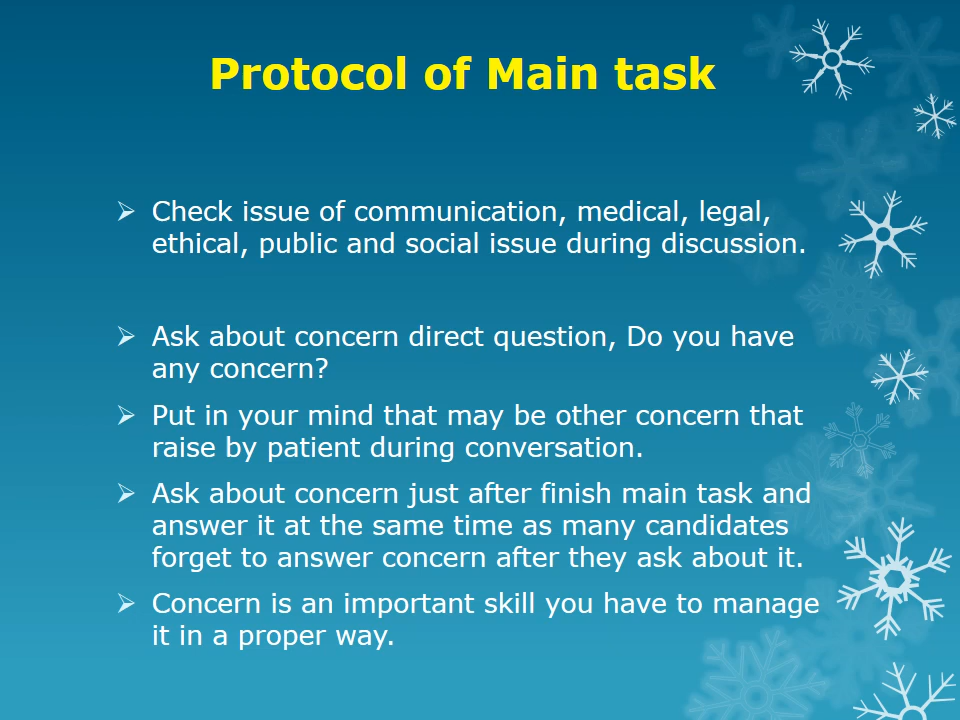 Protocol of Main task
Check issue of communication, medical, legal,
ethical, public and social issue during discussion.
Ask about concern direct question, Do you have
any concern?
Put in your mind that may be other concern that
raise by patient during conversation.
Ask about concern just after finish main task and
answer it at the same time as many candidates
forget to answer concern after they ask about it.
Concern is an important skill you have to manage
it in a proper way.